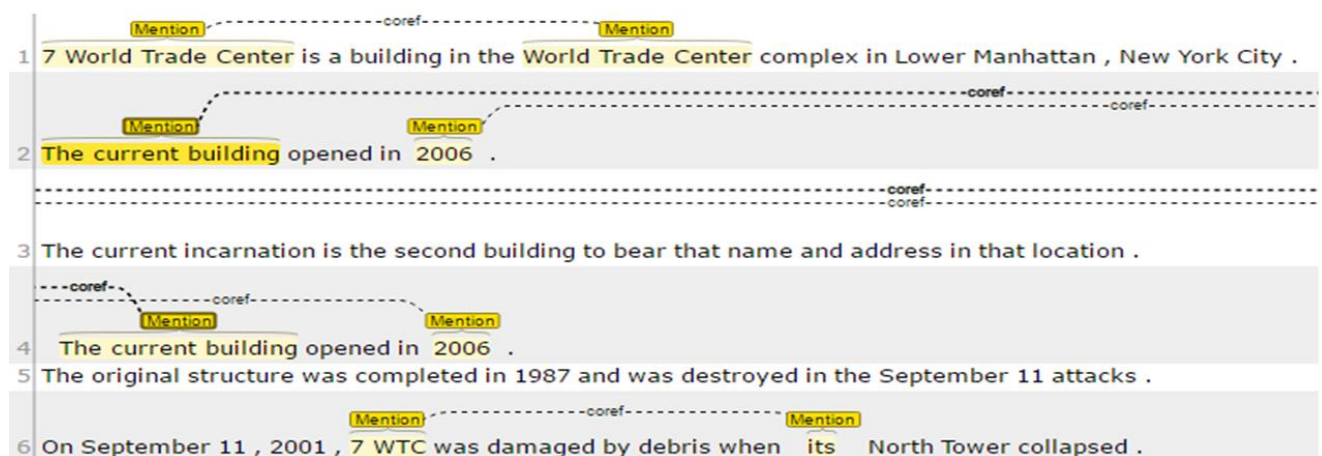 Mention coref Mention
1 7 World Trade Center is a building in the World Trade Center complex in Lower Manhattan , New York City .
coref
coref
Mention Mention
2 The current building opened in 2006 .
coref
coref
3 The current incarnation is the second building to bear that name and address in that location .
coref
coref
Mention Mention
4 The current building opened in 2006 .
5 The original structure was completed in 1987 and was destroyed in the September 11 attacks .
Mention coref Mention
6 On September 11 , 2001 , 7 WTC was damaged by debris when its North Tower collapsed .